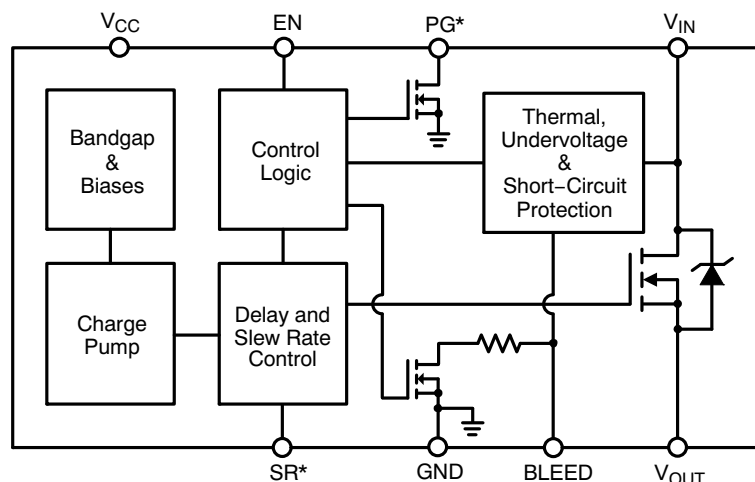 VCC
EN
PG*
VIN
Bandgap
&
Biases
Control
Logic
Thermal,
Undervoltage
&
Short−Circuit
Protection
Charge
Pump
Delay and
Slew Rate
Control
SR*
GND
BLEED
VOUT